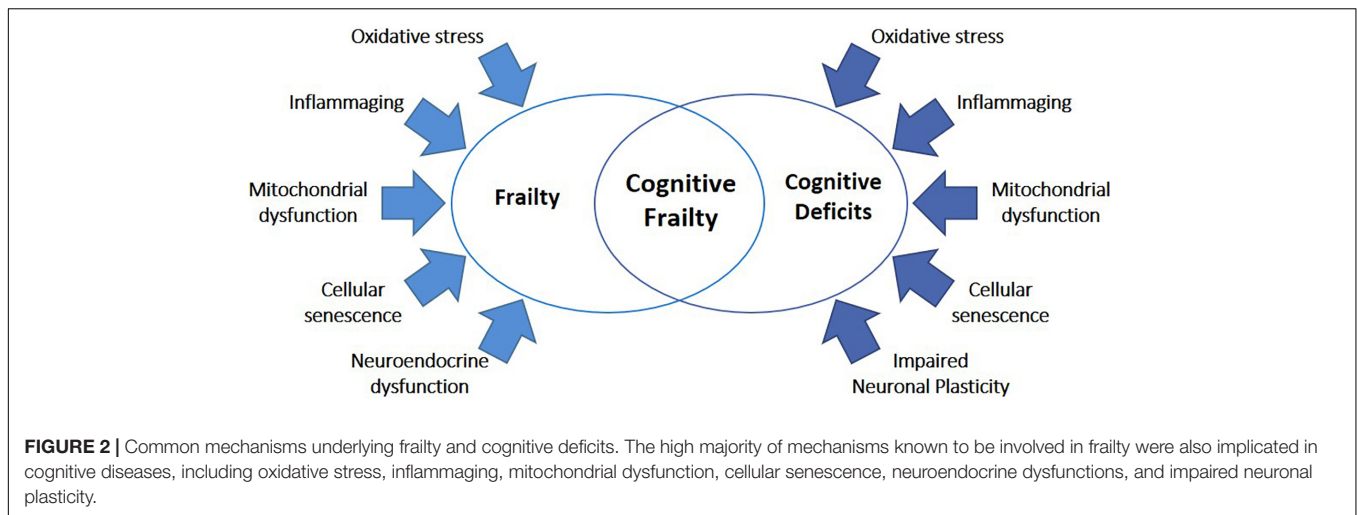 Oxidative stress
Inflammaging
Mitochondrial
dysfunction
Cellular
senescence
Neuroendocrine
dysfunction
Frailty
Cognitive
Frailty
Cognitive
Deficits
Oxidative stress
Inflammaging
Mitochondrial
dysfunction
Cellular
senescence
Impaired
Neuronal Plasticity
FIGURE 2 | Common mechanisms underlying frailty and cognitive deficits. The high majority of mechanisms known to be involved in frailty were also implicated in
cognitive diseases, including oxidative stress, inflammaging, mitochondrial dysfunction, cellular senescence, neuroendocrine dysfunctions, and impaired neuronal
plasticity.